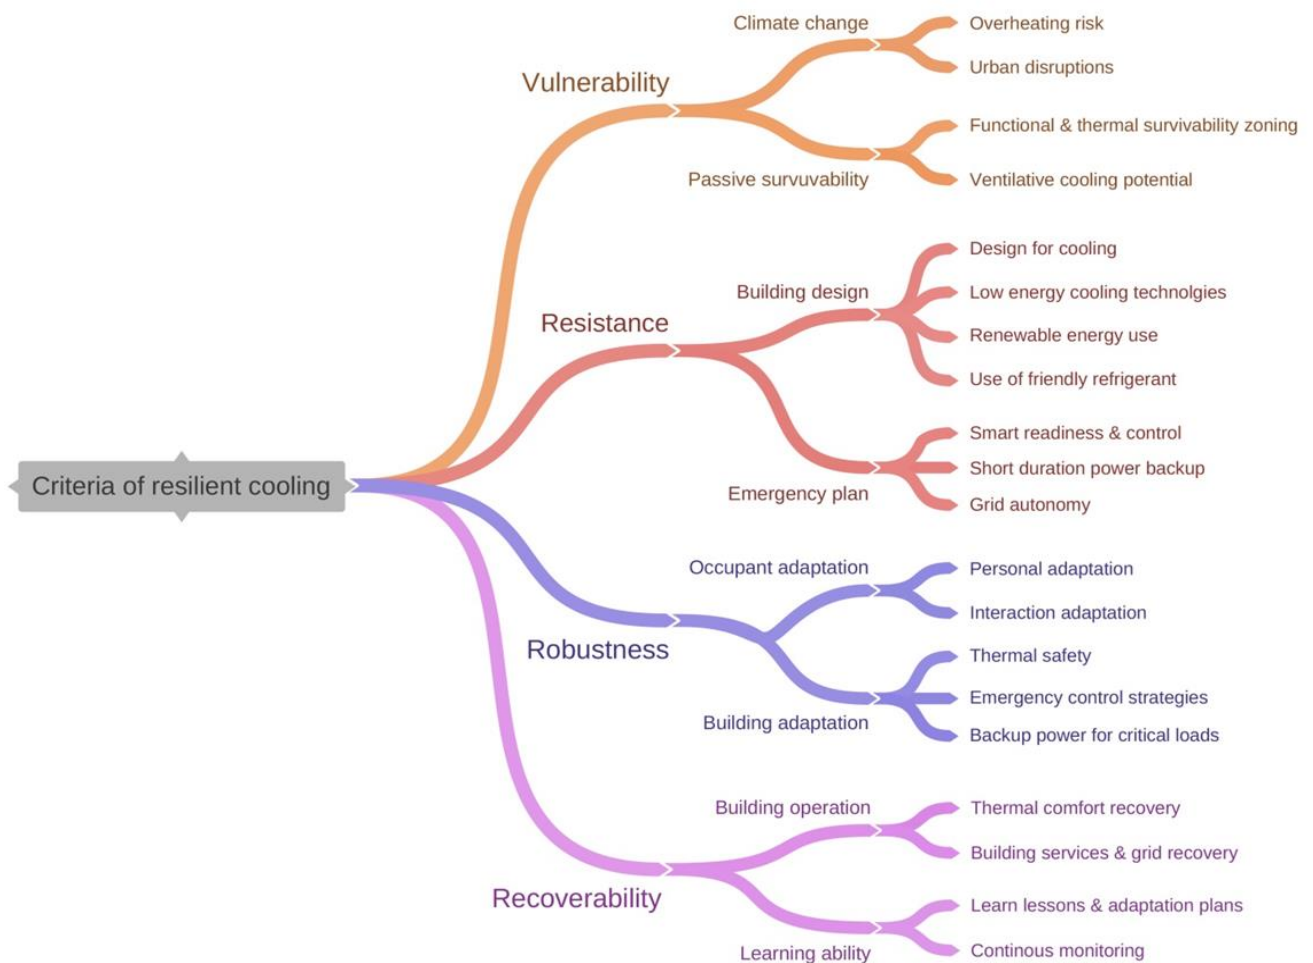 Criteria of resilient cooling
Vulnerability
Climate change
Overheating risk
Urban disruptions
Passive survuvability
Functional & thermal survivability zoning
Ventilative cooling potential
Resistance
Building design
Design for cooling
Low energy cooling technolgies
Renewable energy use
Use of friendly refrigerant
Emergency plan
Smart readiness & control
Short duration power backup
Grid autonomy
Robustness
Occupant adaptation
Personal adaptation
Interaction adaptation
Building adaptation
Thermal safety
Emergency control strategies
Backup power for critical loads
Recoverability
Building operation
Thermal comfort recovery
Building services & grid recovery
Learning ability
Learn lessons & adaptation plans
Continous monitoring